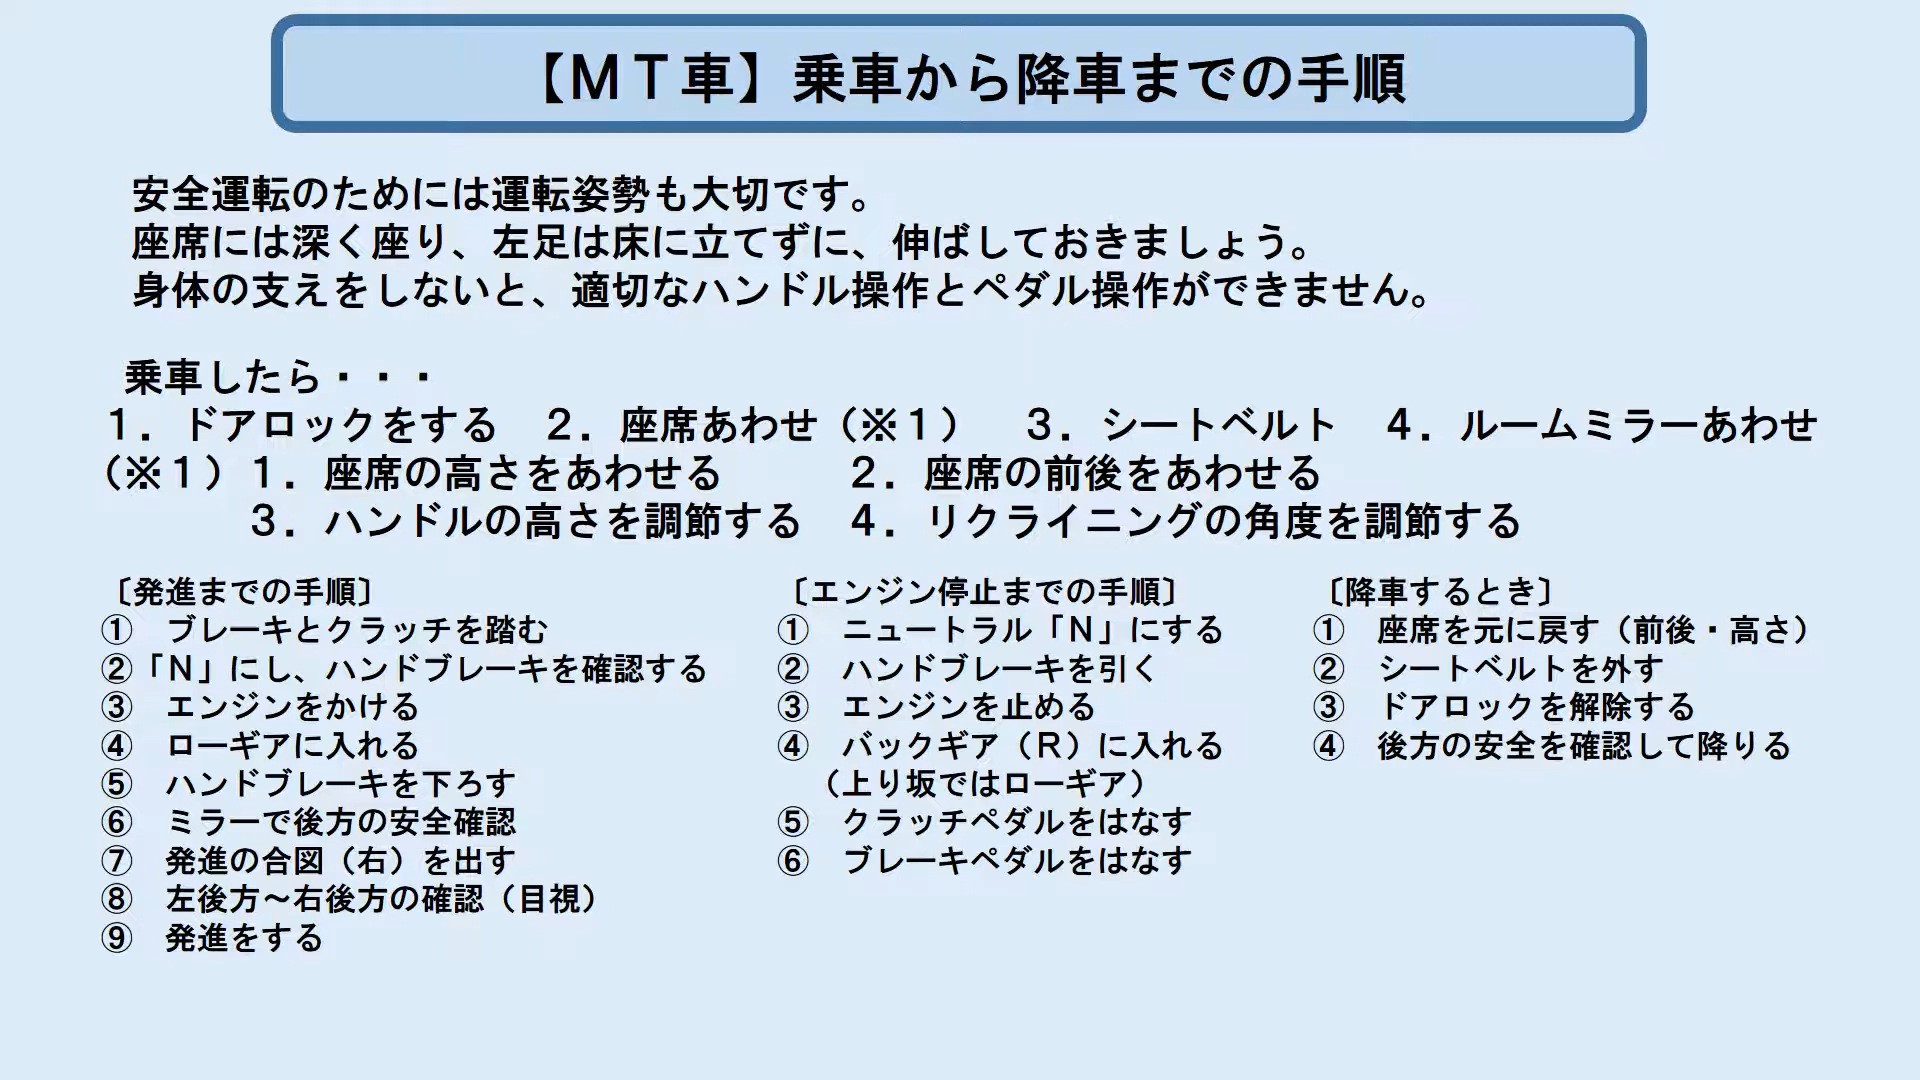 【ＭＴ車】乗車から降車までの手順
安全運転のためには運転姿勢も大切です。
座席には深く座り、左足は床に立てずに、伸ばしておきましょう。
身体の支えをしないと、適切なハンドル操作とペダル操作ができません。
乗車したら・・・
１．ドアロックをする　２．座席あわせ（※１）　３．シートベルト　４．ルームミラーあわせ
（※１）１．座席の高さをあわせる　２．座席の前後をあわせる
３．ハンドルの高さを調節する　４．リクライニングの角度を調節する
〔発進までの手順〕
①　ブレーキとクラッチを踏む
②「Ｎ」にし、ハンドブレーキを確認する
③　エンジンをかける
④　ローギアに入れる
⑤　ハンドブレーキを下ろす
⑥　ミラーで後方の安全確認
⑦　発進の合図（右）を出す
⑧　左後方～右後方の確認（目視）
⑨　発進をする
〔エンジン停止までの手順〕
①　ニュートラル「Ｎ」にする
②　ハンドブレーキを引く
③　エンジンを止める
④　バックギア（Ｒ）に入れる
（上り坂ではローギア）
⑤　クラッチペダルをはなす
⑥　ブレーキペダルをはなす
〔降車するとき〕
①　座席を元に戻す（前後・高さ）
②　シートベルトを外す
③　ドアロックを解除する
④　後方の安全を確認して降りる